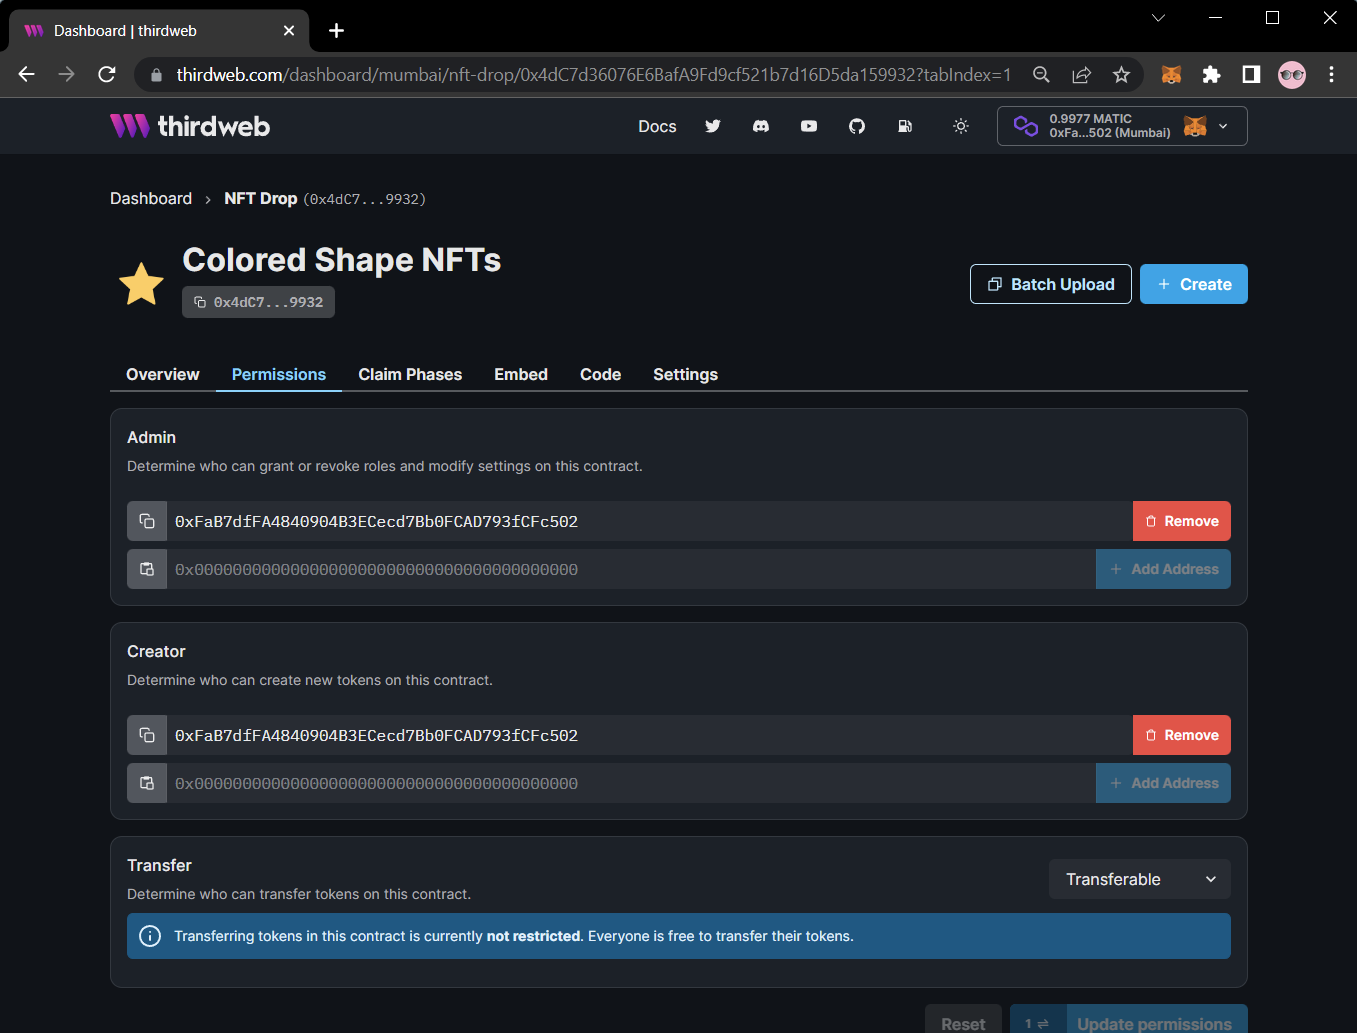 Dashboard | thirdweb
thirdweb.com/dashboard/mumbai/nft-drop/0x4dC7d36076E6BafA9Fd9cf521b7d16D5da159932?tabIndex=1
thirdweb
Docs
0.9977 MATIC
0xFa...502 (Mumbai)
Dashboard > NFT Drop (0x4dC7...9932)
Colored Shape NFTs
0x4dC7...9932
Batch Upload
+ Create
Overview Permissions Claim Phases Embed Code Settings
Admin
Determine who can grant or revoke roles and modify settings on this contract.
0xFaB7dfFA4840904B3ECecd7Bb0FCAD793fCFc502
Remove
0x0000000000000000000000000000000000000000
+ Add Address
Creator
Determine who can create new tokens on this contract.
0xFaB7dfFA4840904B3ECecd7Bb0FCAD793fCFc502
Remove
0x0000000000000000000000000000000000000000
+ Add Address
Transfer
Determine who can transfer tokens on this contract.
Transferable
Transferring tokens in this contract is currently not restricted. Everyone is free to transfer their tokens.
Reset
1 ⇌ Update permissions